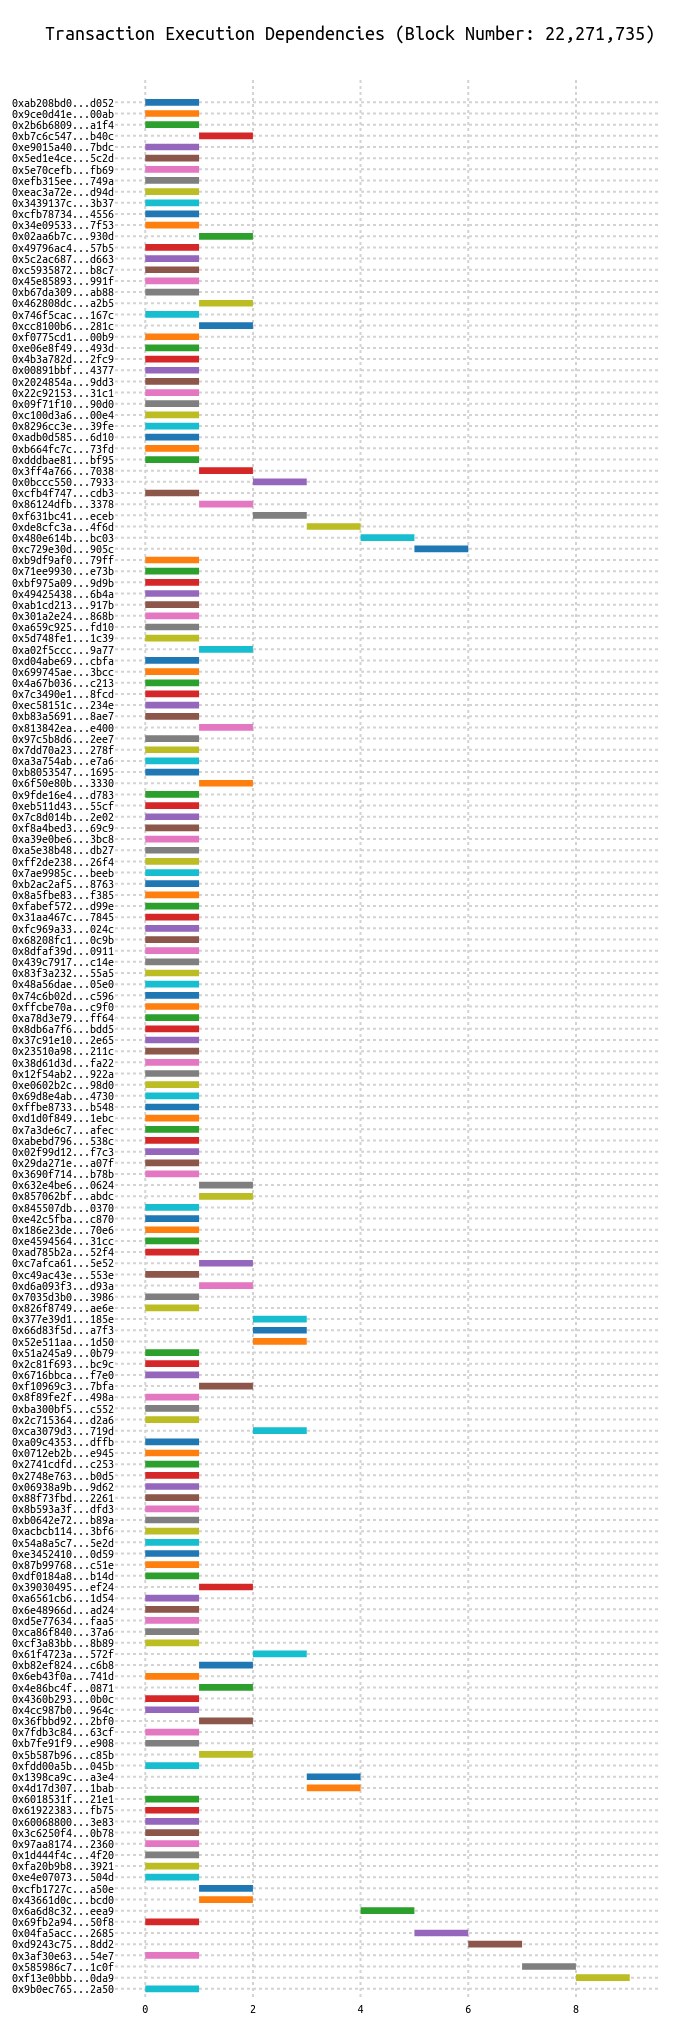 Transaction Execution Dependencies (Block Number: 22,271,735)
0xab208bd0...d052
0x9ce0d41e...00ab
0x2b6b6809...a1f4
0xb7c6c547...b40c
0xe9015a40...7bdc
0x5ed1e4ce...5c2d
0x5e70cefb...fb69
0xefb315ee...749a
0xeac3a72e...d94d
0x3439137c...3b37
0xcfb78734...4556
0x34e09533...7f53
0x02aa6b7c...930d
0x49796ac4...57b5
0x5c2ac687...d663
0xc5935872...b8c7
0x45e85893...991f
0xb67da309...ab88
0x462808dc...a2b5
0x746f5cac...167c
0xcc8100b6...281c
0xf0775cd1...00b9
0xe06e8f49...493d
0x4b3a782d...2fc9
0x00891bbf...4377
0x2024854a...9dd3
0x22c92153...31c1
0x09f71f10...90d0
0xc100d3a6...00e4
0x8296cc3e...39fe
0xadb0d585...6d10
0xb664fc7c...73fd
0xdddbae81...bf95
0x3ff4a766...7038
0x0bccc550...7933
0xcfb4f747...cdb3
0x86124dfb...3378
0xf631bc41...eceb
0xde8cfc3a...4f6d
0x480e614b...bc03
0xc729e30d...905c
0xb9df9af0...79ff
0x71ee9930...e73b
0xbf975a09...9d9b
0x49425438...6b4a
0xab1cd213...917b
0x301a2e24...868b
0xa659c925...fd10
0x5d748fe1...1c39
0xa02f5ccc...9a77
0xd04abe69...cbfa
0x699745ae...3bcc
0x4a67b036...c213
0x7c3490e1...8fcd
0xec58151c...234e
0xb83a5691...8ae7
0x813842ea...e400
0x97c5b8d6...2ee7
0x7dd70a23...278f
0xa3a754ab...e7a6
0xb8053547...1695
0x6f50e80b...3330
0x9fde16e4...d783
0xeb511d43...55cf
0x7c8d014b...2e02
0xf8a4bed3...69c9
0xa39e0be6...3bc8
0xa5e38b48...db27
0xff2de238...26f4
0x7ae9985c...beeb
0xb2ac2af5...8763
0x8a5fbe83...f385
0xfabef572...d99e
0x31aa467c...7845
0xfc969a33...024c
0x68208fc1...0c9b
0x8dfaf39d...0911
0x439c7917...c14e
0x83f3a232...55a5
0x48a56dae...05e0
0x74c6b02d...c596
0xffcbe70a...c9f0
0xa78d3e79...ff64
0x8db6a7f6...bdd5
0x37c91e10...2e65
0x23510a98...211c
0x38d61d3d...fa22
0x12f54ab2...922a
0xe0602b2c...98d0
0x69d8e4ab...4730
0xffbe8733...b548
0xd1d0f849...1ebc
0x7a3de6c7...afec
0xabebd796...538c
0x02f99d12...f7c3
0x29da271e...a07f
0x3690f714...b78b
0x632e4be6...0624
0x857062bf...abdc
0x845507db...0370
0xe42c5fba...c870
0x186e23de...70e6
0xe4594564...31cc
0xad785b2a...52f4
0xc7afca61...5e52
0xc49ac43e...553e
0xd6a093f3...d93a
0x7035d3b0...3986
0x826f8749...ae6e
0x377e39d1...185e
0x66d83f5d...a7f3
0x52e511aa...1d50
0x51a245a9...0b79
0x2c81f693...bc9c
0x6716bbca...f7e0
0xf10969c3...7bfa
0x8f89fe2f...498a
0xba300bf5...c552
0x2c715364...d2a6
0xca3079d3...719d
0xa09c4353...dffb
0x0712eb2b...e945
0x2741cdfd...c253
0x2748e763...b0d5
0x06938a9b...9d62
0x88f73fbd...2261
0x8b593a3f...dfd3
0xb0642e72...b89a
0xacbcb114...3bf6
0x54a8a5c7...5e2d
0xe3452410...0d59
0x87b99768...c51e
0xdf0184a8...b14d
0x39030495...ef24
0xa6561cb6...1d54
0x6e48966d...ad24
0xd5e77634...faa5
0xca86f840...37a6
0xcf3a83bb...8b89
0x61f4723a...572f
0xb82ef824...c6b8
0x6eb43f0a...741d
0x4e86bc4f...0871
0x4360b293...0b0c
0x4cc987b0...964c
0x36fbbd92...2bf0
0x7fdb3c84...63cf
0xb7fe91f9...e908
0x5b587b96...c85b
0xfdd00a5b...045b
0x1398ca9c...a3e4
0x4d17d307...1bab
0x6018531f...21e1
0x61922383...fb75
0x60068800...3e83
0x3c6250f4...0b78
0x97aa8174...2360
0x1d444f4c...4f20
0xfa20b9b8...3921
0xe4e07073...504d
0xcfb1727c...a50e
0x43661d0c...bcd0
0x6a6d8c32...eea9
0x69fb2a94...50f8
0x04fa5acc...2685
0xd9243c75...8dd2
0x3af30e63...54e7
0x585986c7...1c0f
0xf13e0bbb...0da9
0x9b0ec765...2a50
0 2 4 6 8